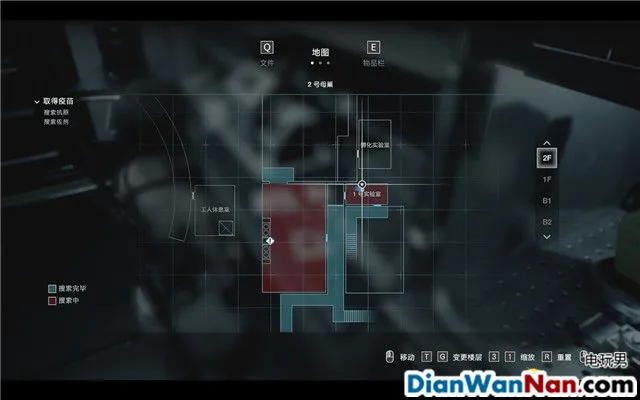 Q
地图
E
文件
物品栏
2 号母巢
取得疫苗
搜索抗原
搜索佐剂
孵化实验室
2F
1 号实验室
1F
工人休息室
B1
B2
搜索完毕
搜索中
移动 T G 变更楼层 3 1 缩放 R 重置
电玩男
DianWanNan.com